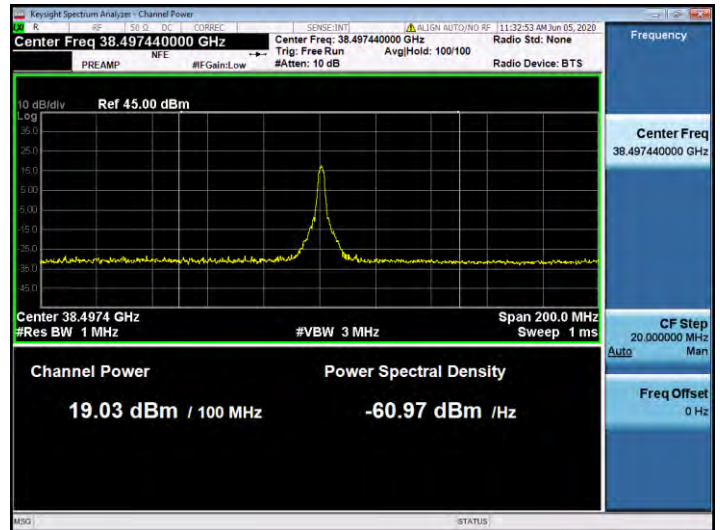 Keysight Spectrum Analyzer - Channel Power
R RF 50 Ω DC CORREC SENSE:INT ALIGN AUTO/NO RF 11:32:53 AM Jun 05, 2020
Center Freq 38.497440000 GHz
NFE
PREAMP #IFGain:Low
Center Freq: 38.497440000 GHz
Trig: Free Run Avg|Hold: 100/100
#Atten: 10 dB
Radio Std: None
Radio Device: BTS
10 dB/div Ref 45.00 dBm
Log
35.0
25.0
15.0
5.00
-5.00
-15.0
-25.0
-35.0
-45.0
Center 38.4974 GHz Span 200.0 MHz
#Res BW 1 MHz #VBW 3 MHz Sweep 1 ms
Channel Power Power Spectral Density
19.03 dBm / 100 MHz -60.97 dBm /Hz
MSG STATUS
Frequency
Center Freq
38.497440000 GHz
CF Step
20.000000 MHz
Auto Man
Freq Offset
0 Hz